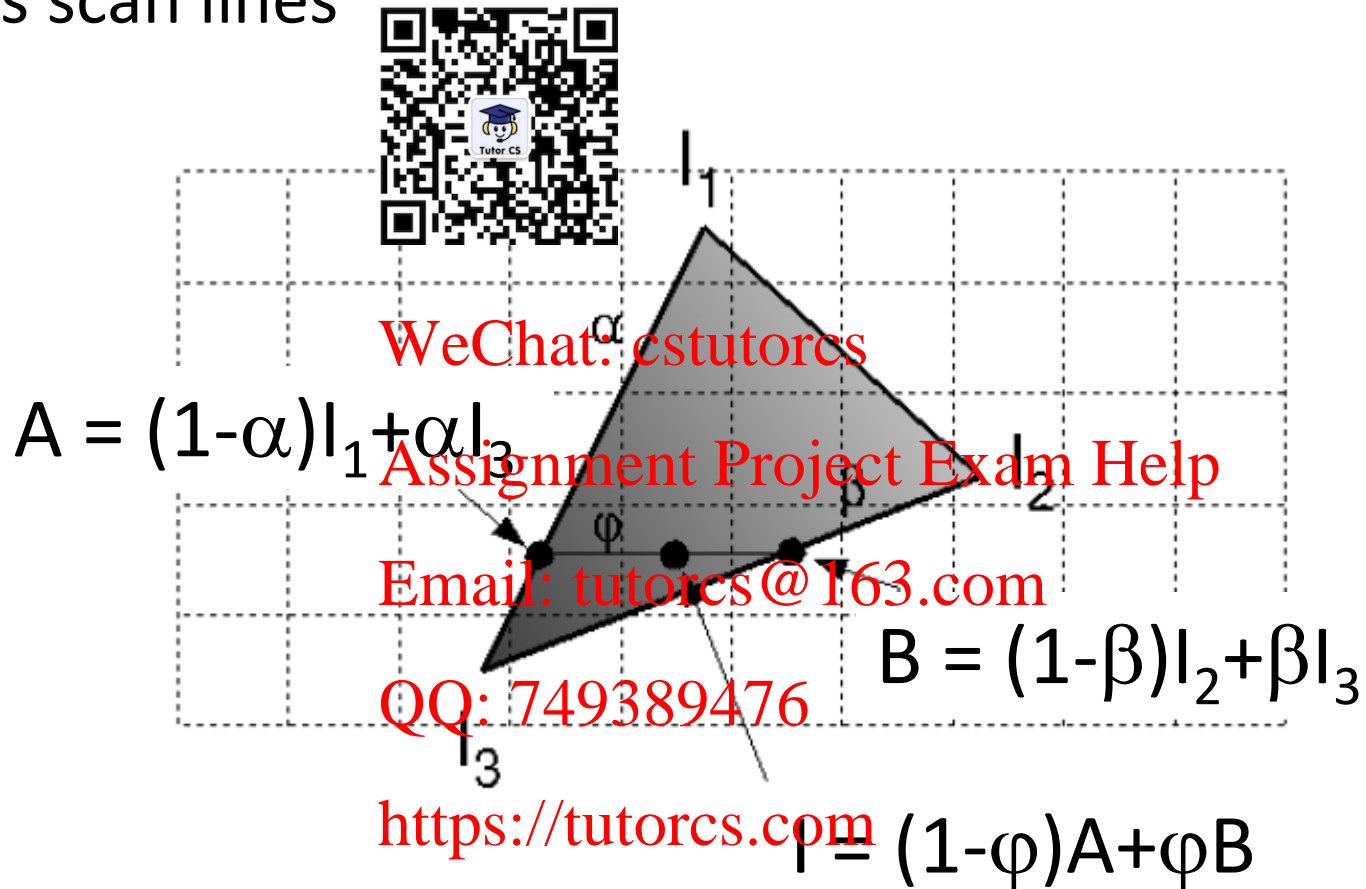 s scan lines
Tutor CS
I₁
α
WeChat: cstutorcs
A = (1-α)I₁+αI₃
Assignment Project Exam Help
I₂
β
φ
Email: tutorcs@163.com
B = (1-β)I₂+βI₃
QQ: 749389476
I₃
https://tutorcs.com
I = (1-φ)A+φB